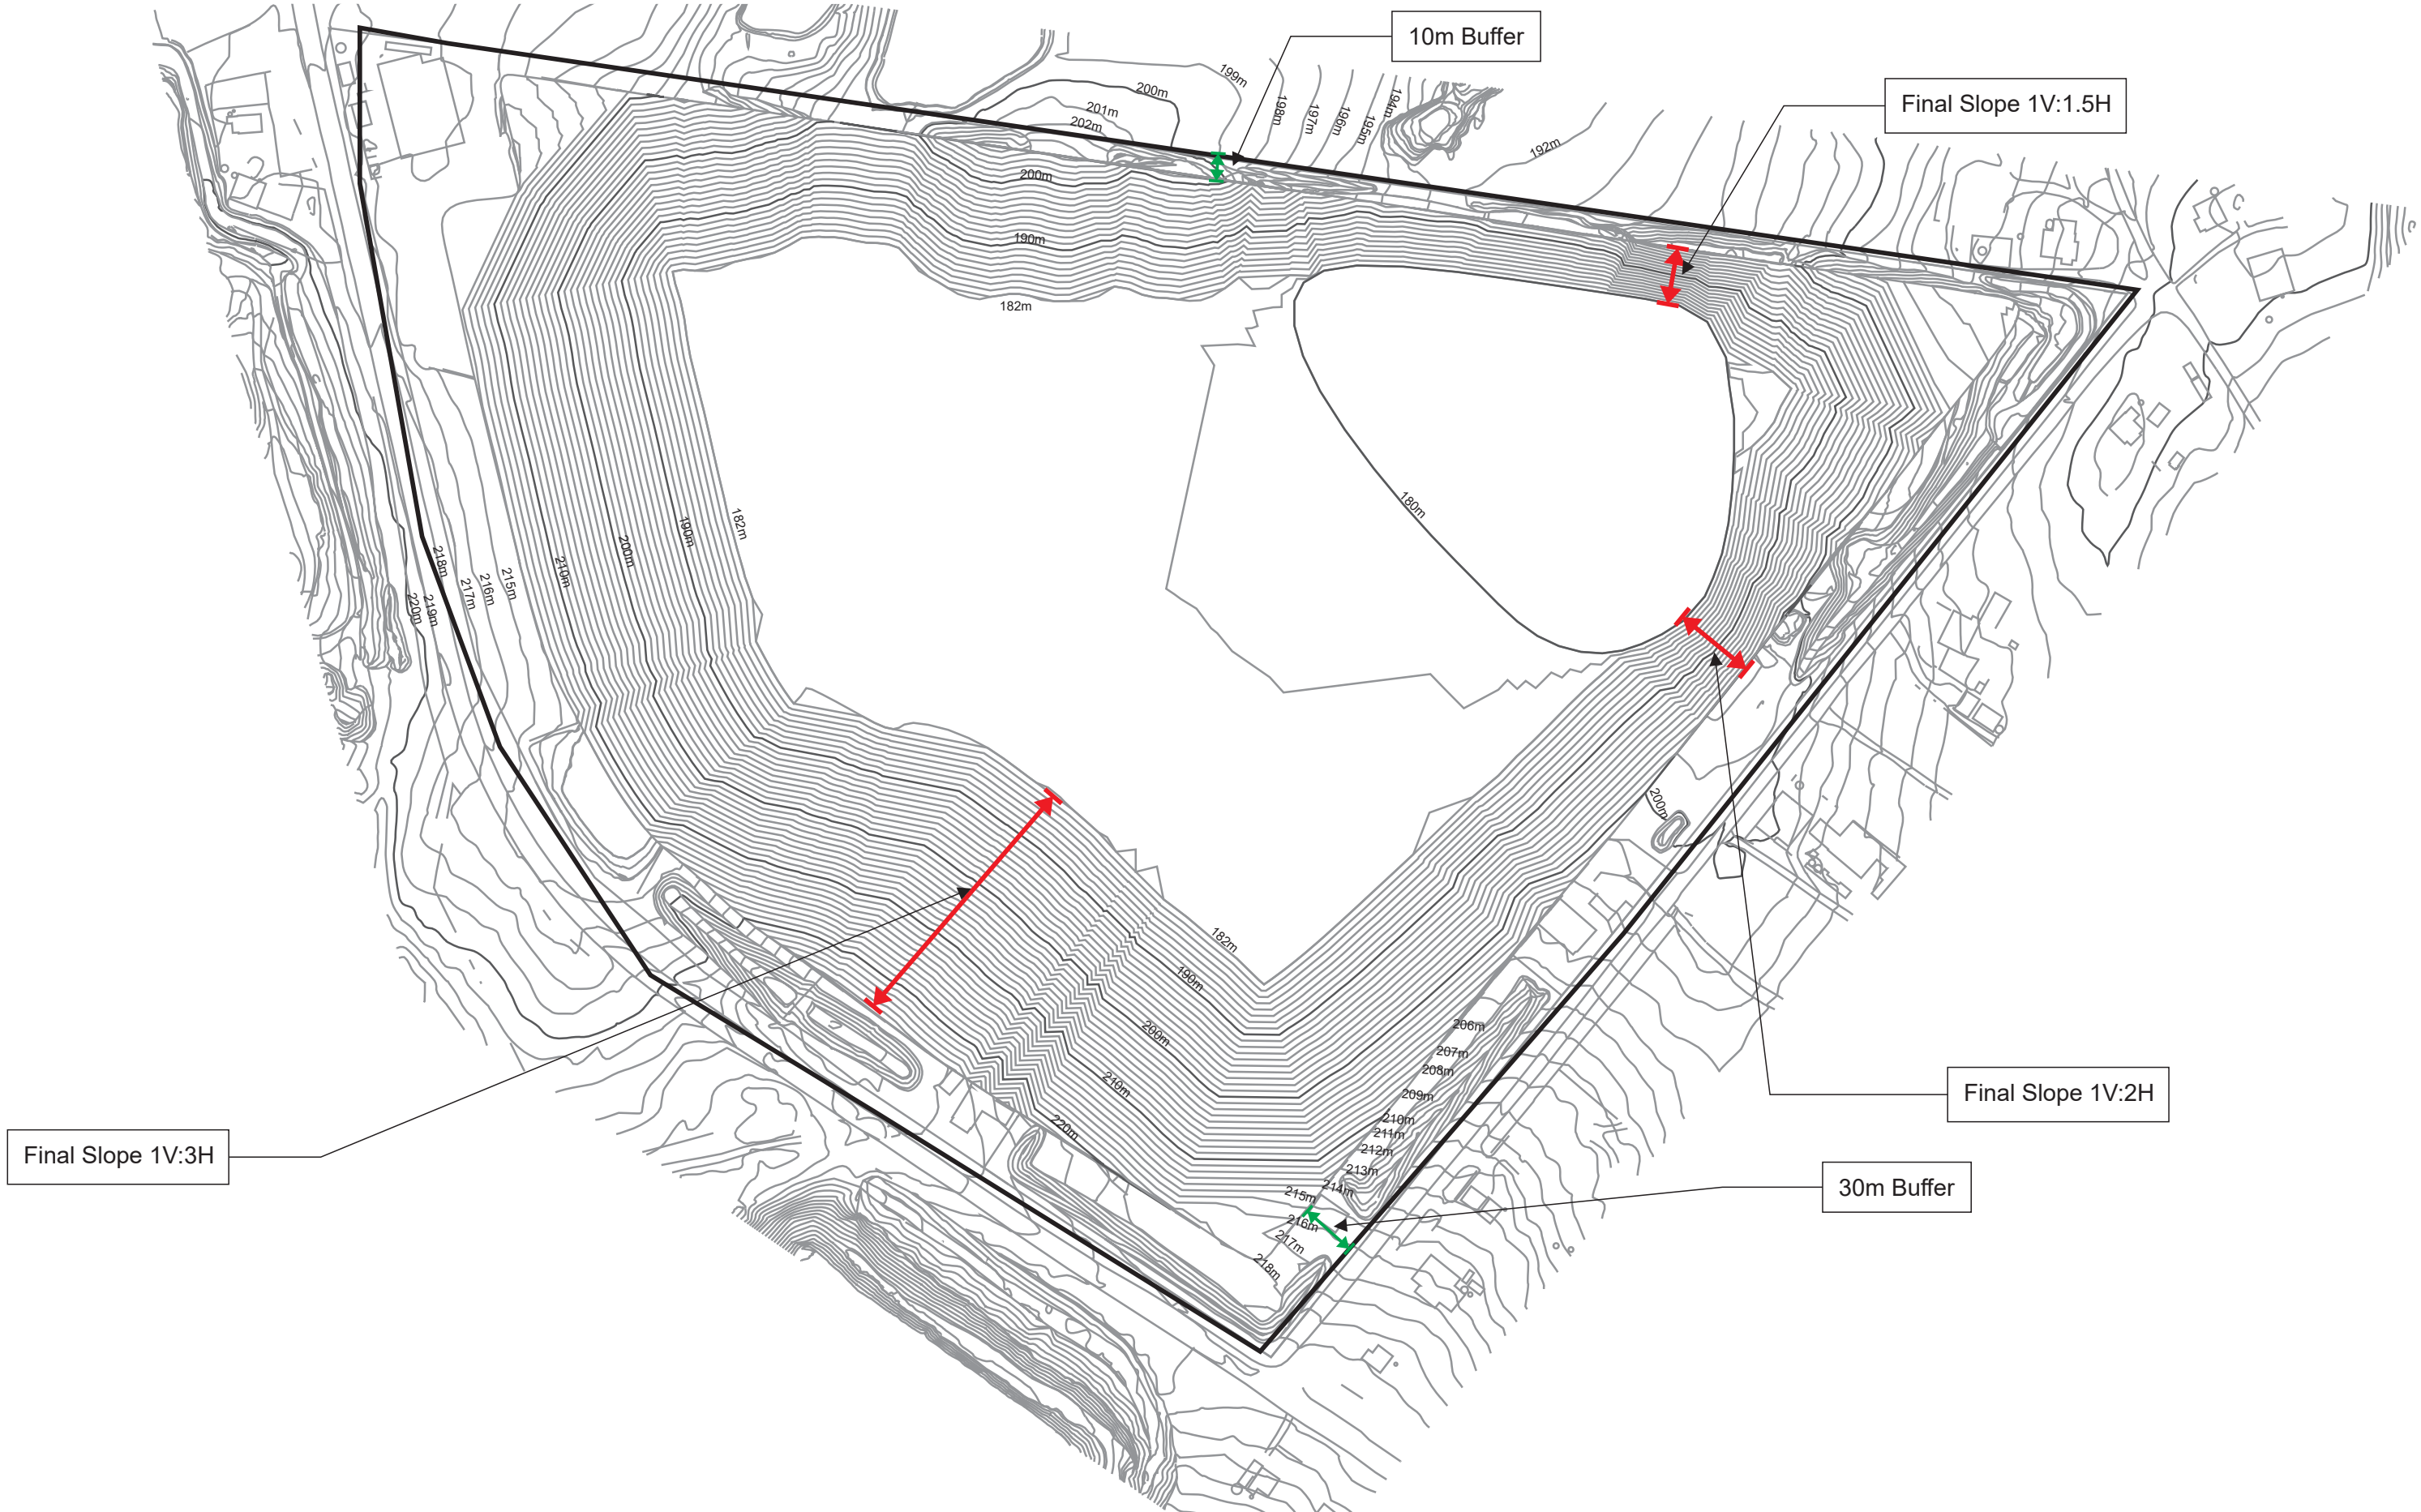 10m Buffer
Final Slope 1V:1.5H
199m
200m
201m
202m
198m
197m
196m
195m
194m
192m
200m
190m
182m
180m
182m
190m
200m
210m
215m
216m
217m
218m
219m
220m
200m
182m
190m
200m
210m
220m
206m
207m
208m
209m
210m
211m
212m
213m
214m
215m
216m
217m
218m
Final Slope 1V:2H
Final Slope 1V:3H
30m Buffer